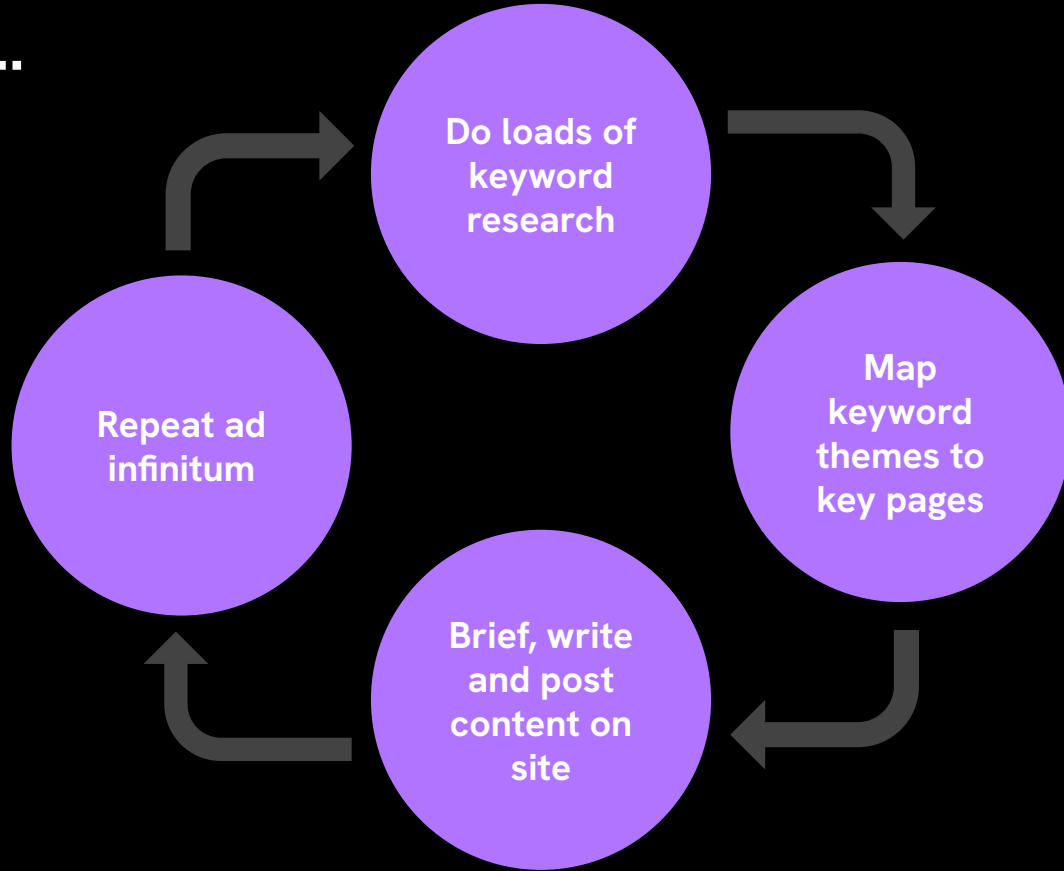 ..
Do loads of
keyword
research
Map
keyword
themes to
key pages
Brief, write
and post
content on
site
Repeat ad
infinitum